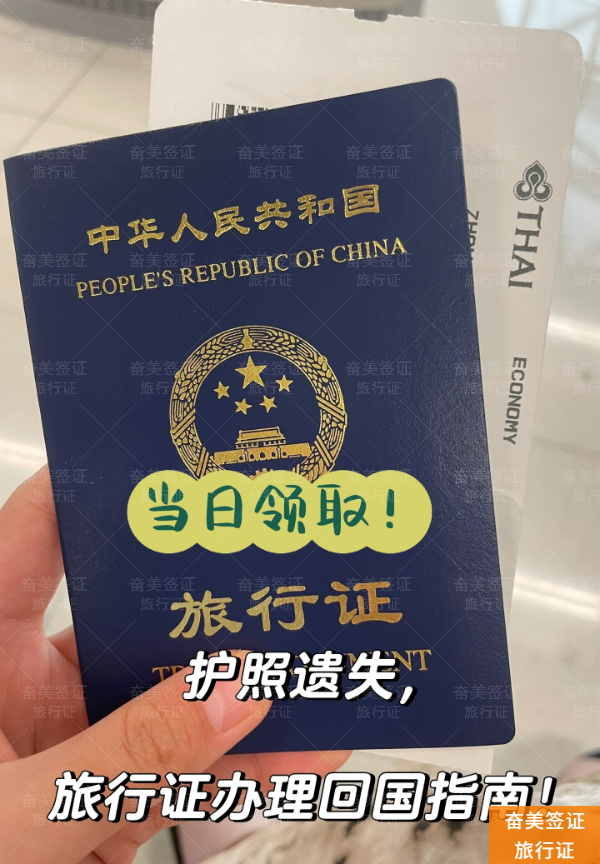 中华人民共和国
PEOPLE'S REPUBLIC OF CHINA
THAI
ECONOMY
当日领取!
旅行证
护照遗失,
旅行证办理回国指南!
奋美签证
旅行证